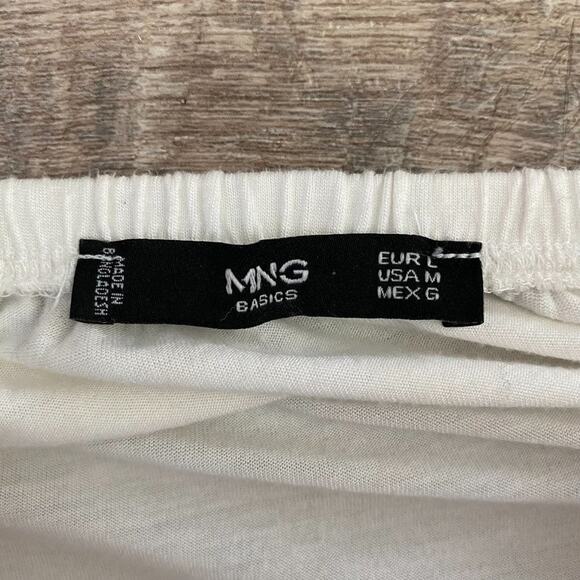 MADE IN
BANGLADESH
MNG
BASICS
EUR L
USA M
MEX G